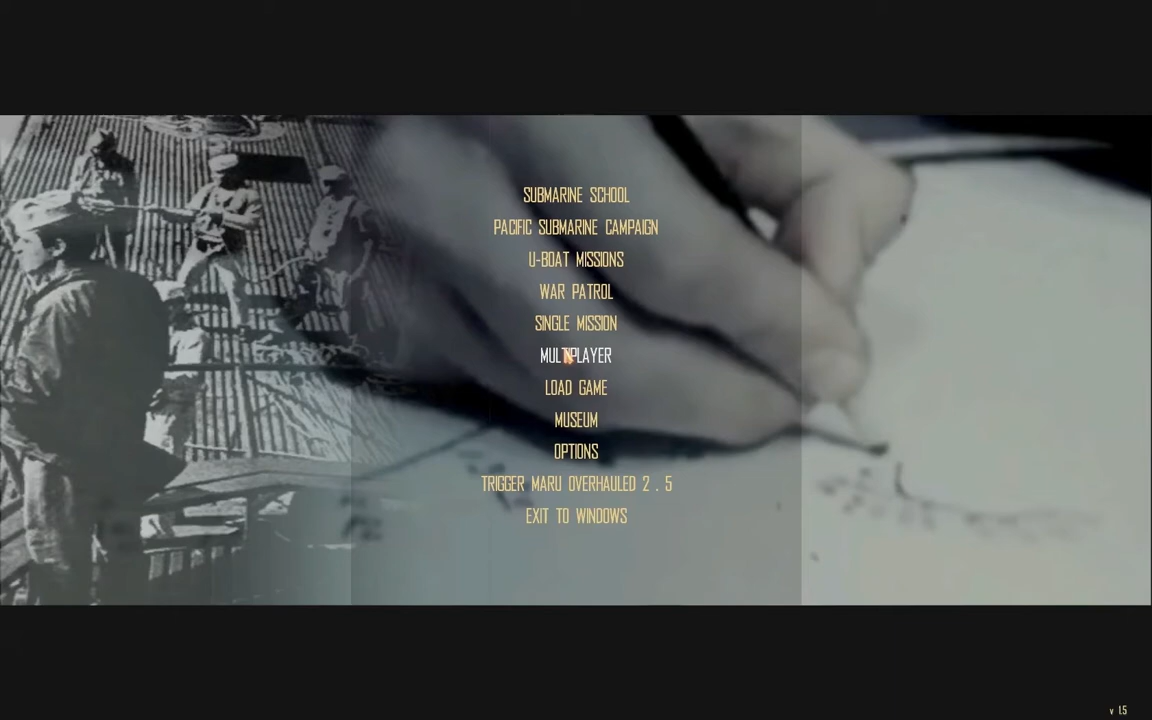 SUBMARINE SCHOOL
PACIFIC SUBMARINE CAMPAIGN
U-BOAT MISSIONS
WAR PATROL
SINGLE MISSION
MULTIPLAYER
LOAD GAME
MUSEUM
OPTIONS
TRIGGER MARU OVERHAULED 2 . 5
EXIT TO WINDOWS
v 1.5